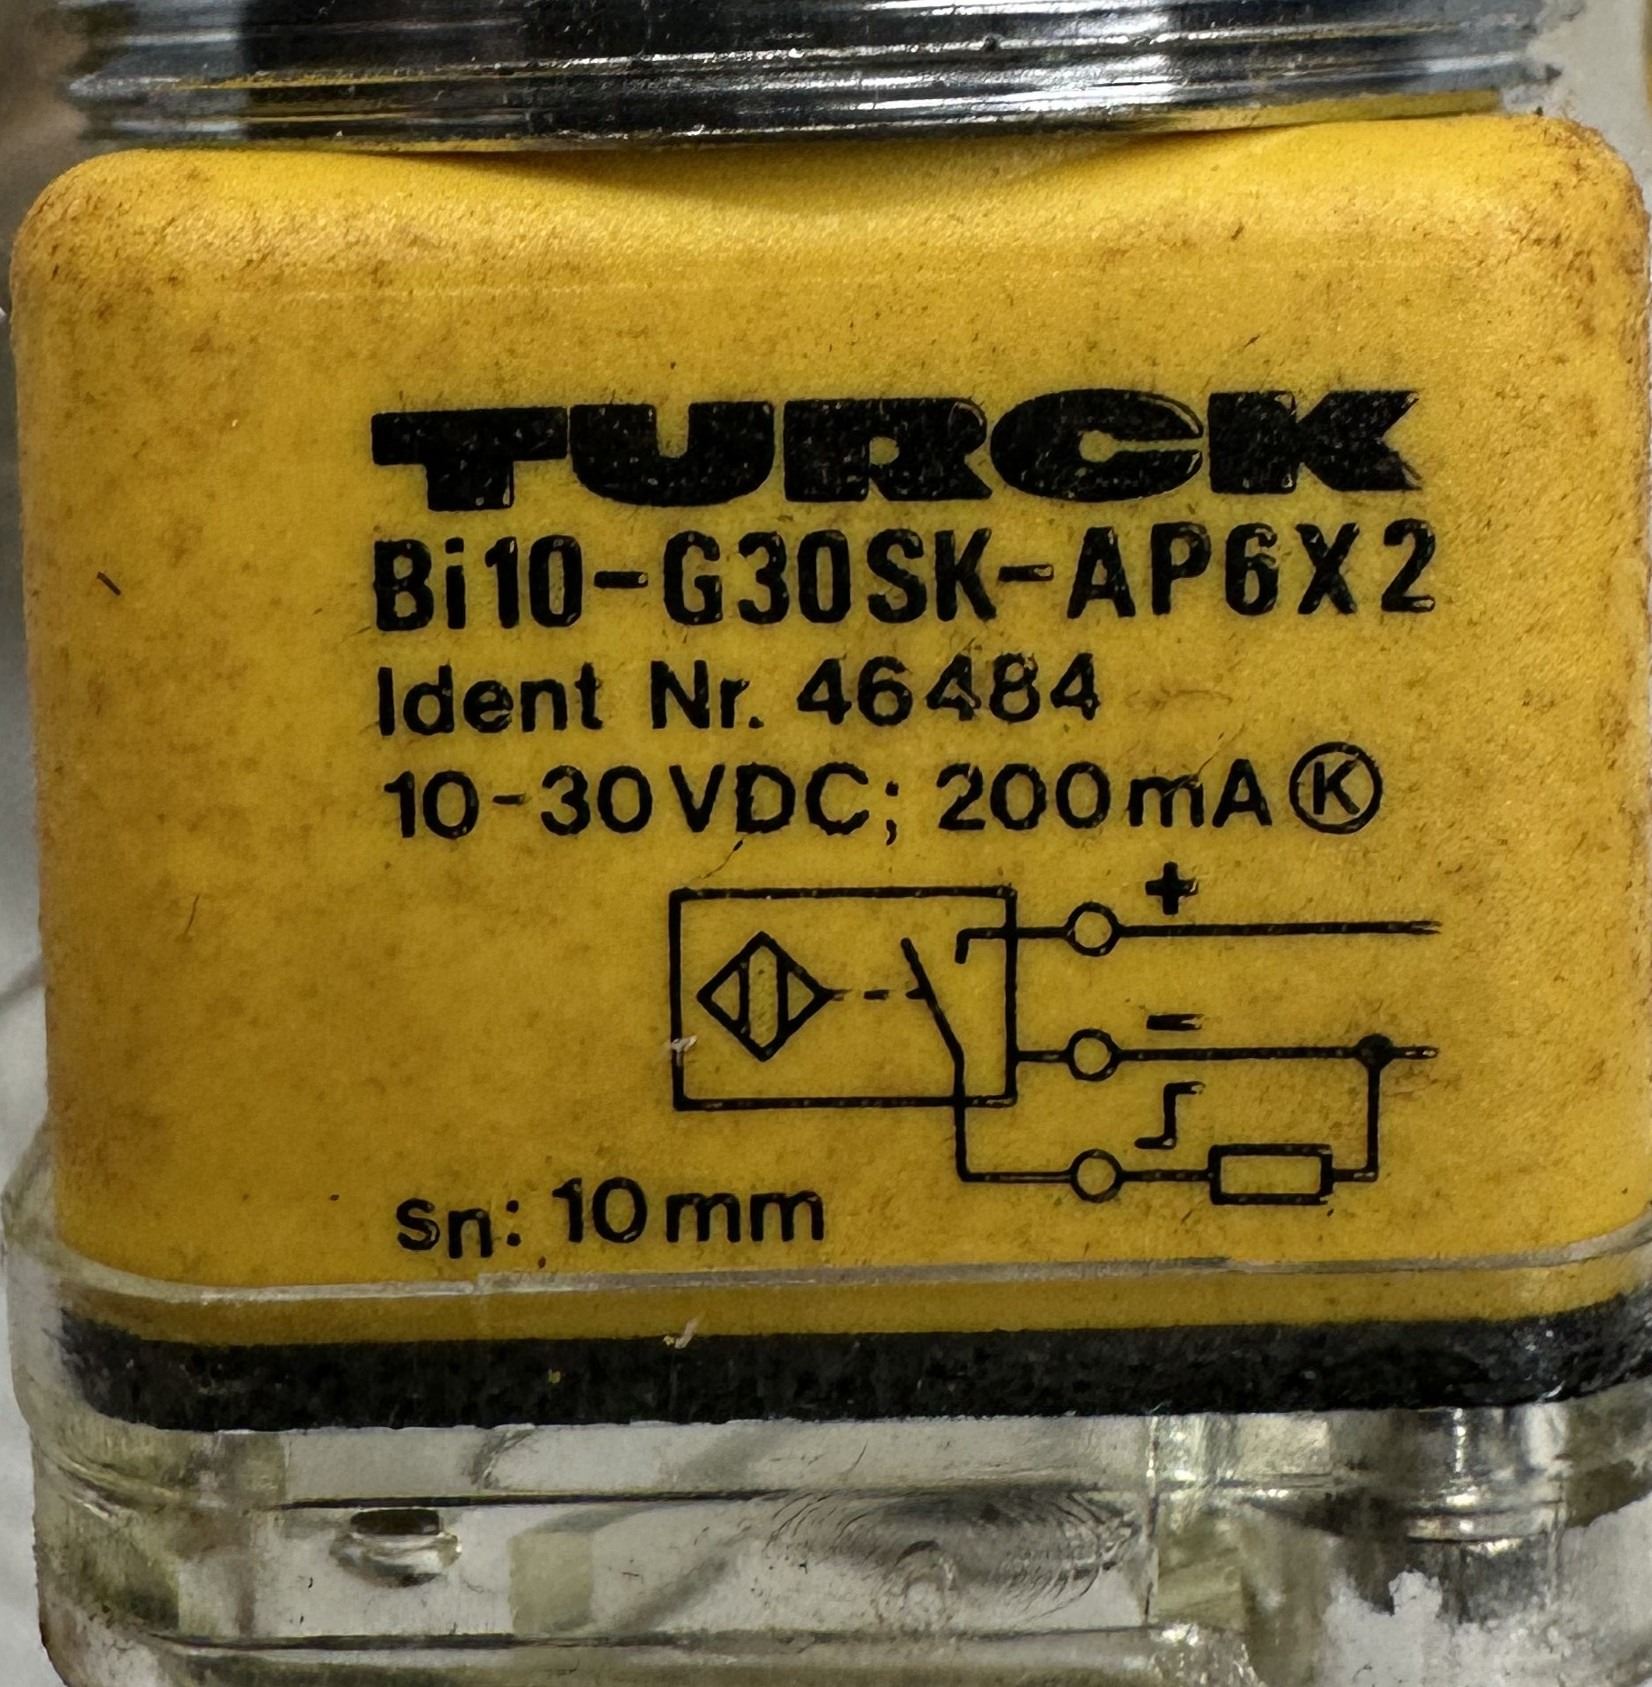 TURCK
Bi10-G30SK-AP6X2
Ident Nr. 46484
10-30VDC; 200mA Ⓚ
+
-
sn: 10mm